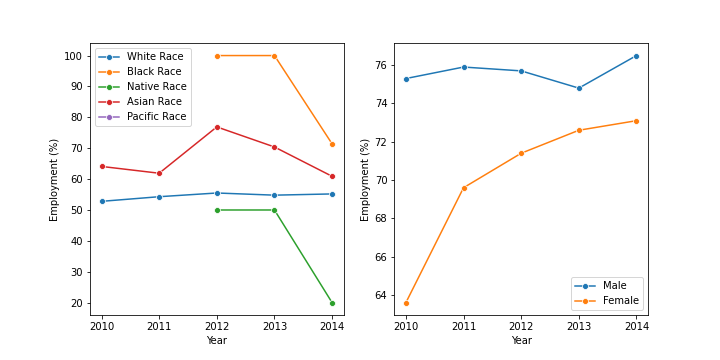 Employment (%)
100
90
80
70
60
50
40
30
20
White Race
Black Race
Native Race
Asian Race
Pacific Race
2010 2011 2012 2013 2014
Year
Employment (%)
76
74
72
70
68
66
64
Male
Female
2010 2011 2012 2013 2014
Year